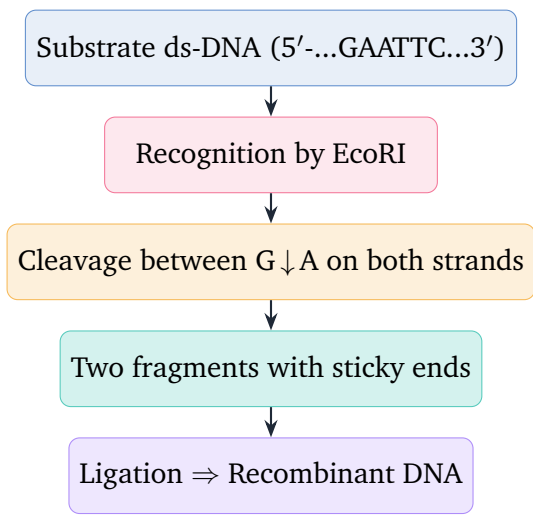 Substrate ds-DNA (5′-...GAATTC...3′)
Recognition by EcoRI
Cleavage between G↓A on both strands
Two fragments with sticky ends
Ligation ⇒ Recombinant DNA